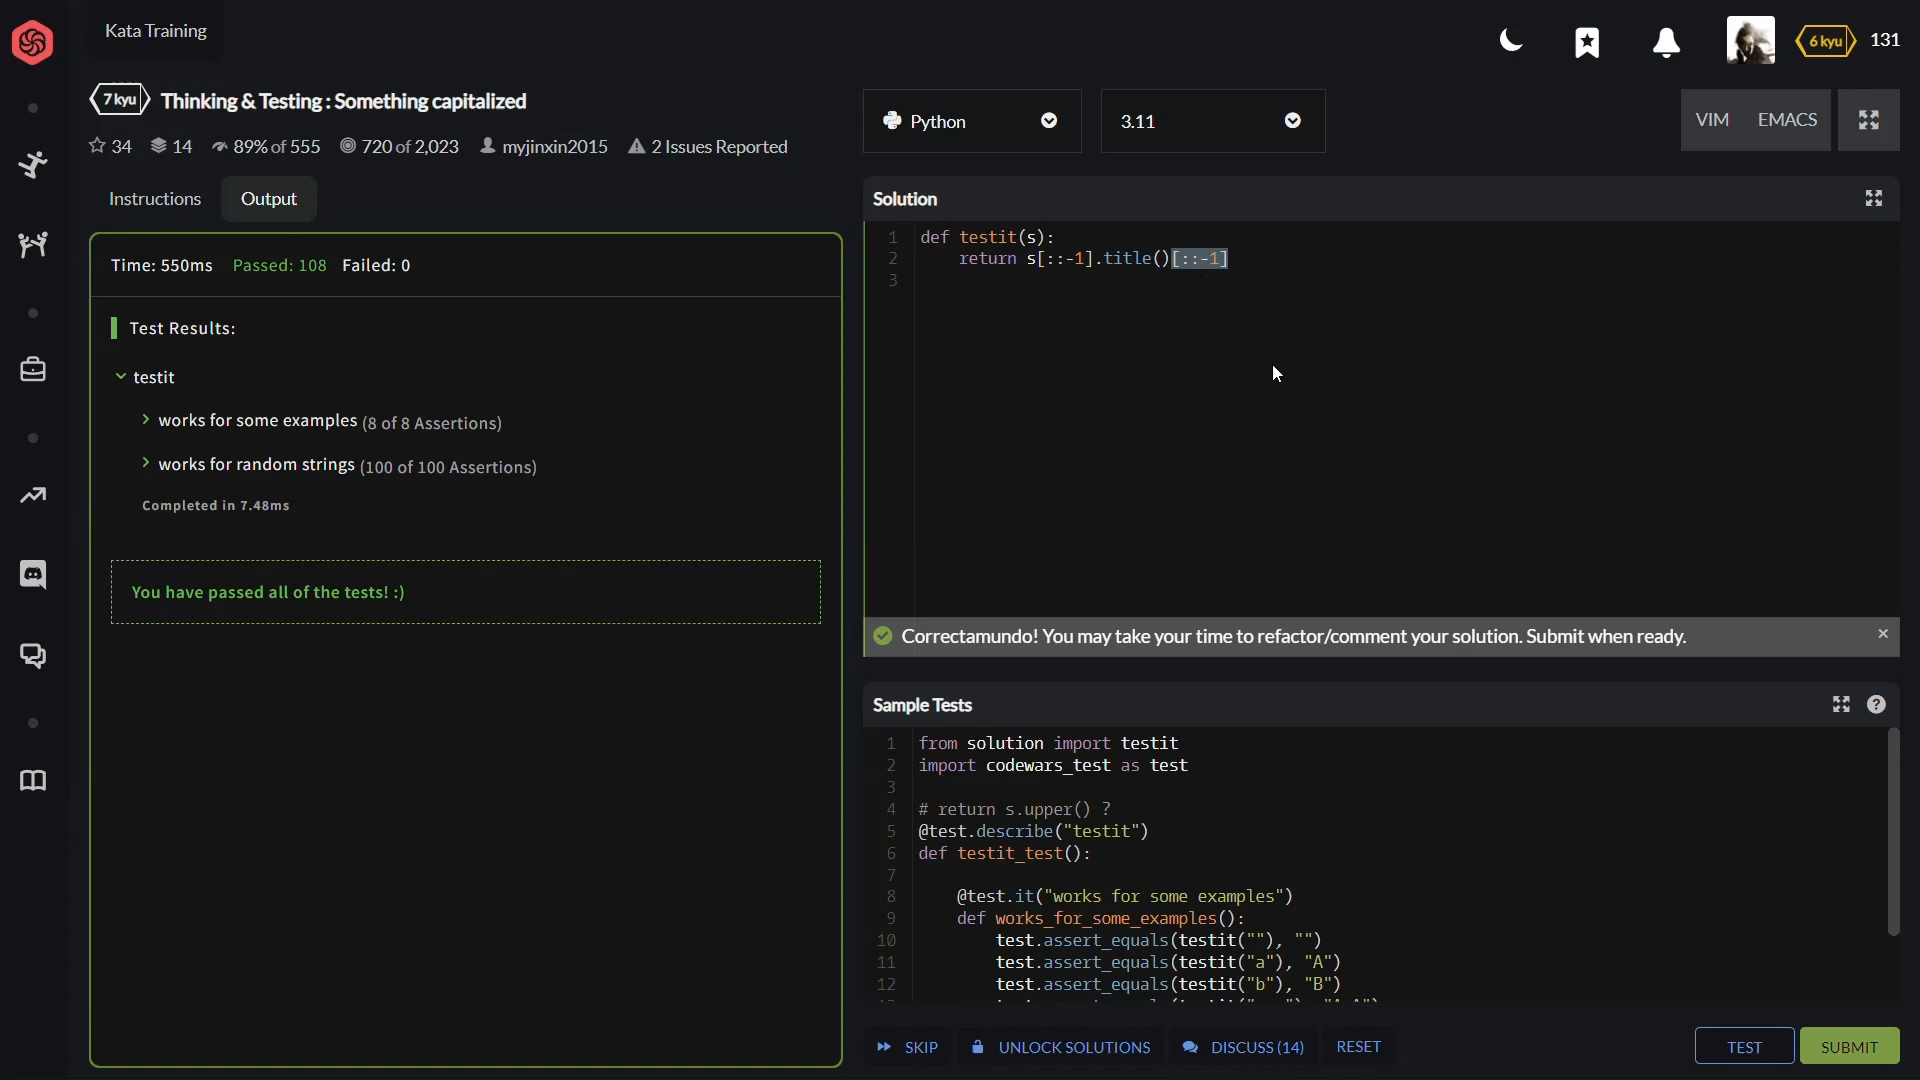 Kata Training
6 kyu 131
7 kyu Thinking & Testing : Something capitalized
34 14 89% of 555 720 of 2,023 myjinxin2015 2 Issues Reported
Python
3.11
VIM EMACS
Instructions Output
Time: 550ms Passed: 108 Failed: 0
Test Results:
testit
works for some examples (8 of 8 Assertions)
works for random strings (100 of 100 Assertions)
Completed in 7.48ms
You have passed all of the tests! :)
Solution
1 def testit(s):
2 return s[::-1].title()[::-1]
3
Correctamundo! You may take your time to refactor/comment your solution. Submit when ready.
Sample Tests
1 from solution import testit
2 import codewars_test as test
3
4 # return s.upper() ?
5 @test.describe("testit")
6 def testit_test():
7
8 @test.it("works for some examples")
9 def works_for_some_examples():
10 test.assert_equals(testit(""), "")
11 test.assert_equals(testit("a"), "A")
12 test.assert_equals(testit("b"), "B")
SKIP UNLOCK SOLUTIONS DISCUSS (14) RESET
TEST SUBMIT